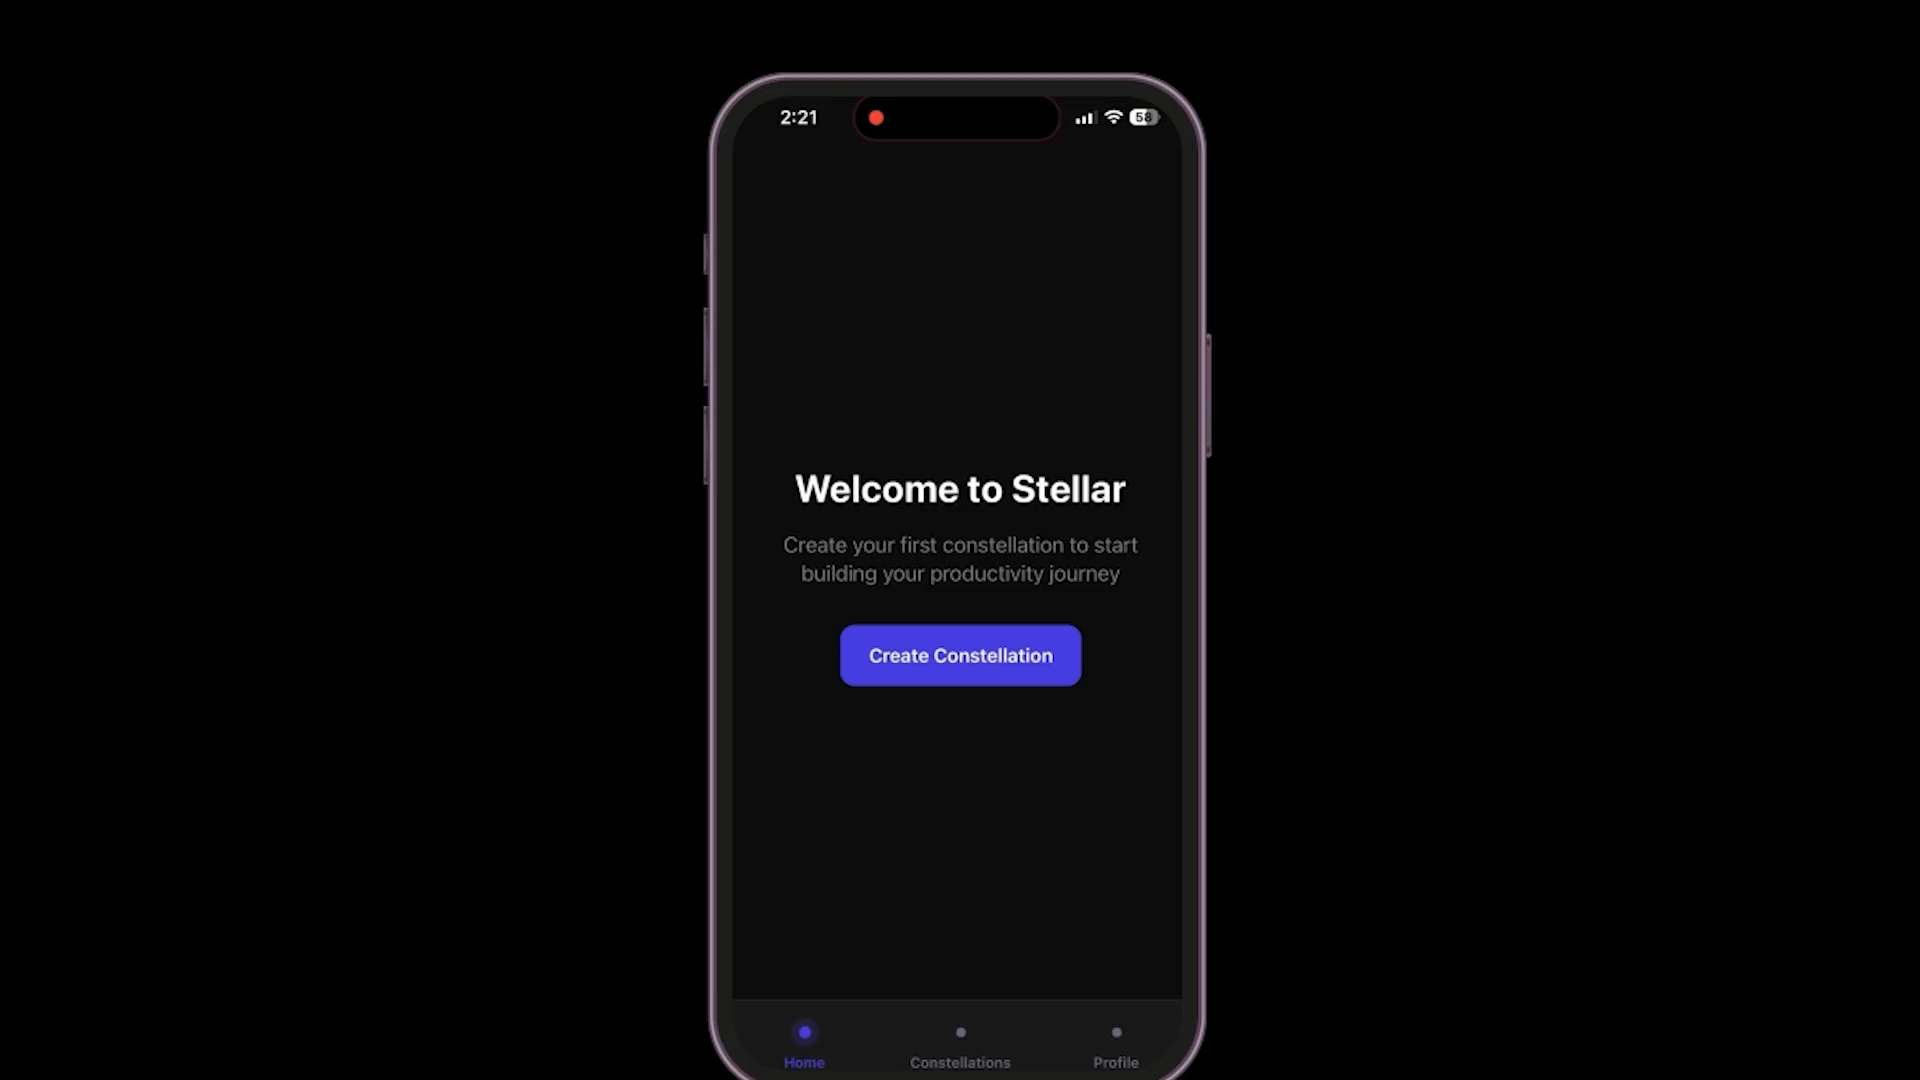 2:21
58
Welcome to Stellar
Create your first constellation to start
building your productivity journey
Create Constellation
Home
Constellations
Profile